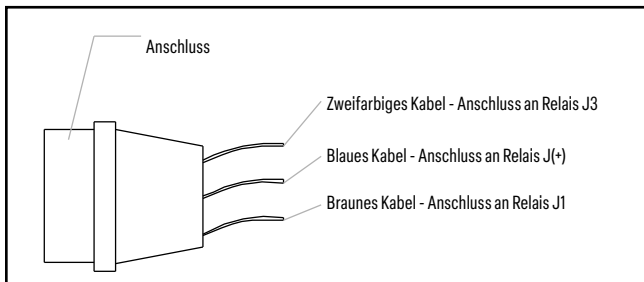 Anschluss
Zweifarbiges Kabel - Anschluss an Relais J3
Blaues Kabel - Anschluss an Relais J(+)
Braunes Kabel - Anschluss an Relais J1